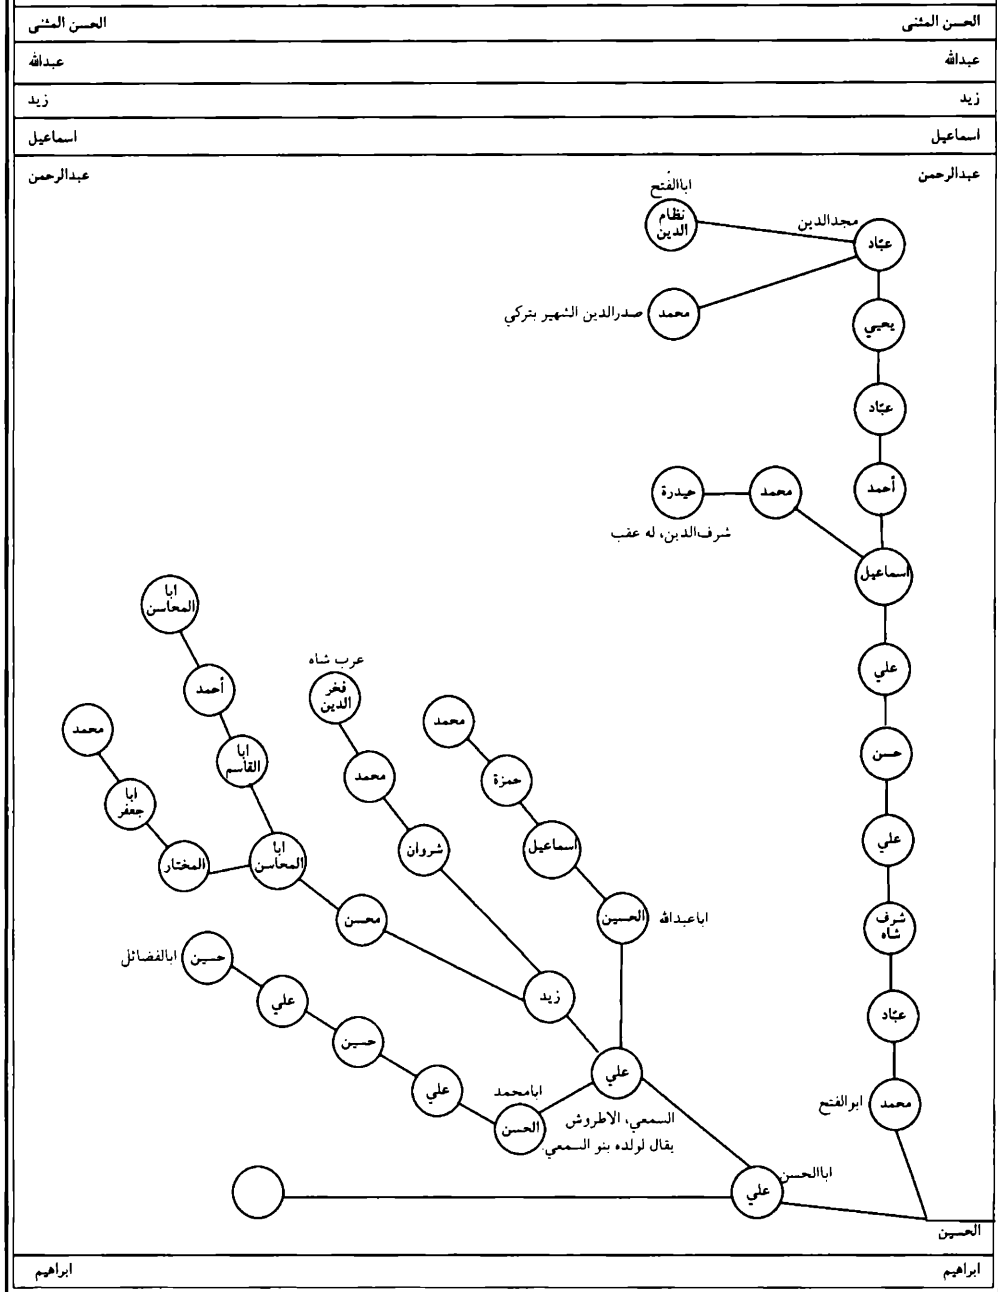 الحسن المثنى الحسن المثنى
عبدالله عبدالله
زيد زيد
اسماعيل اسماعيل
عبدالرحمن عبدالرحمن
اباالفتح
نظام
الدين
مجدالدين
عبّاد
محمد
صدرالدين الشهير بتركي
يحيي
عبّاد
أحمد
محمد
حيدرة
شرف‌الدين، له عقب
اسماعيل
علي
حسن
علي
شرف
شاه
عبّاد
محمد
ابوالفتح
ابا
المحاسن
أحمد
ابا
القاسم
محمد
ابا
جعفر
المختار
ابا
المحاسن
محسن
عرب شاه
فخر
الدين
محمد
شروان
زيد
محمد
حمزة
اسماعيل
الحسين
اباعبدالله
حسين
ابالفضائل
علي
حسين
علي
ابامحمد
الحسن
علي
السمعي، الاطروش
يقال لولده بنو السمعي.
اباالحسن
علي
الحسين
ابراهيم ابراهيم